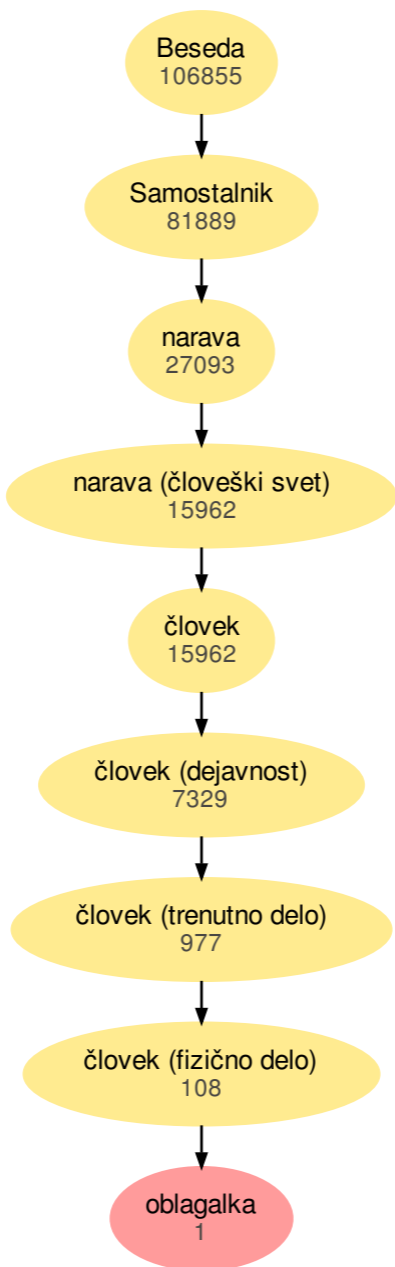 Beseda
106855
Samostalnik
81889
narava
27093
narava (človeški svet)
15962
človek
15962
človek (dejavnost)
7329
človek (trenutno delo)
977
človek (fizično delo)
108
oblagalka
1